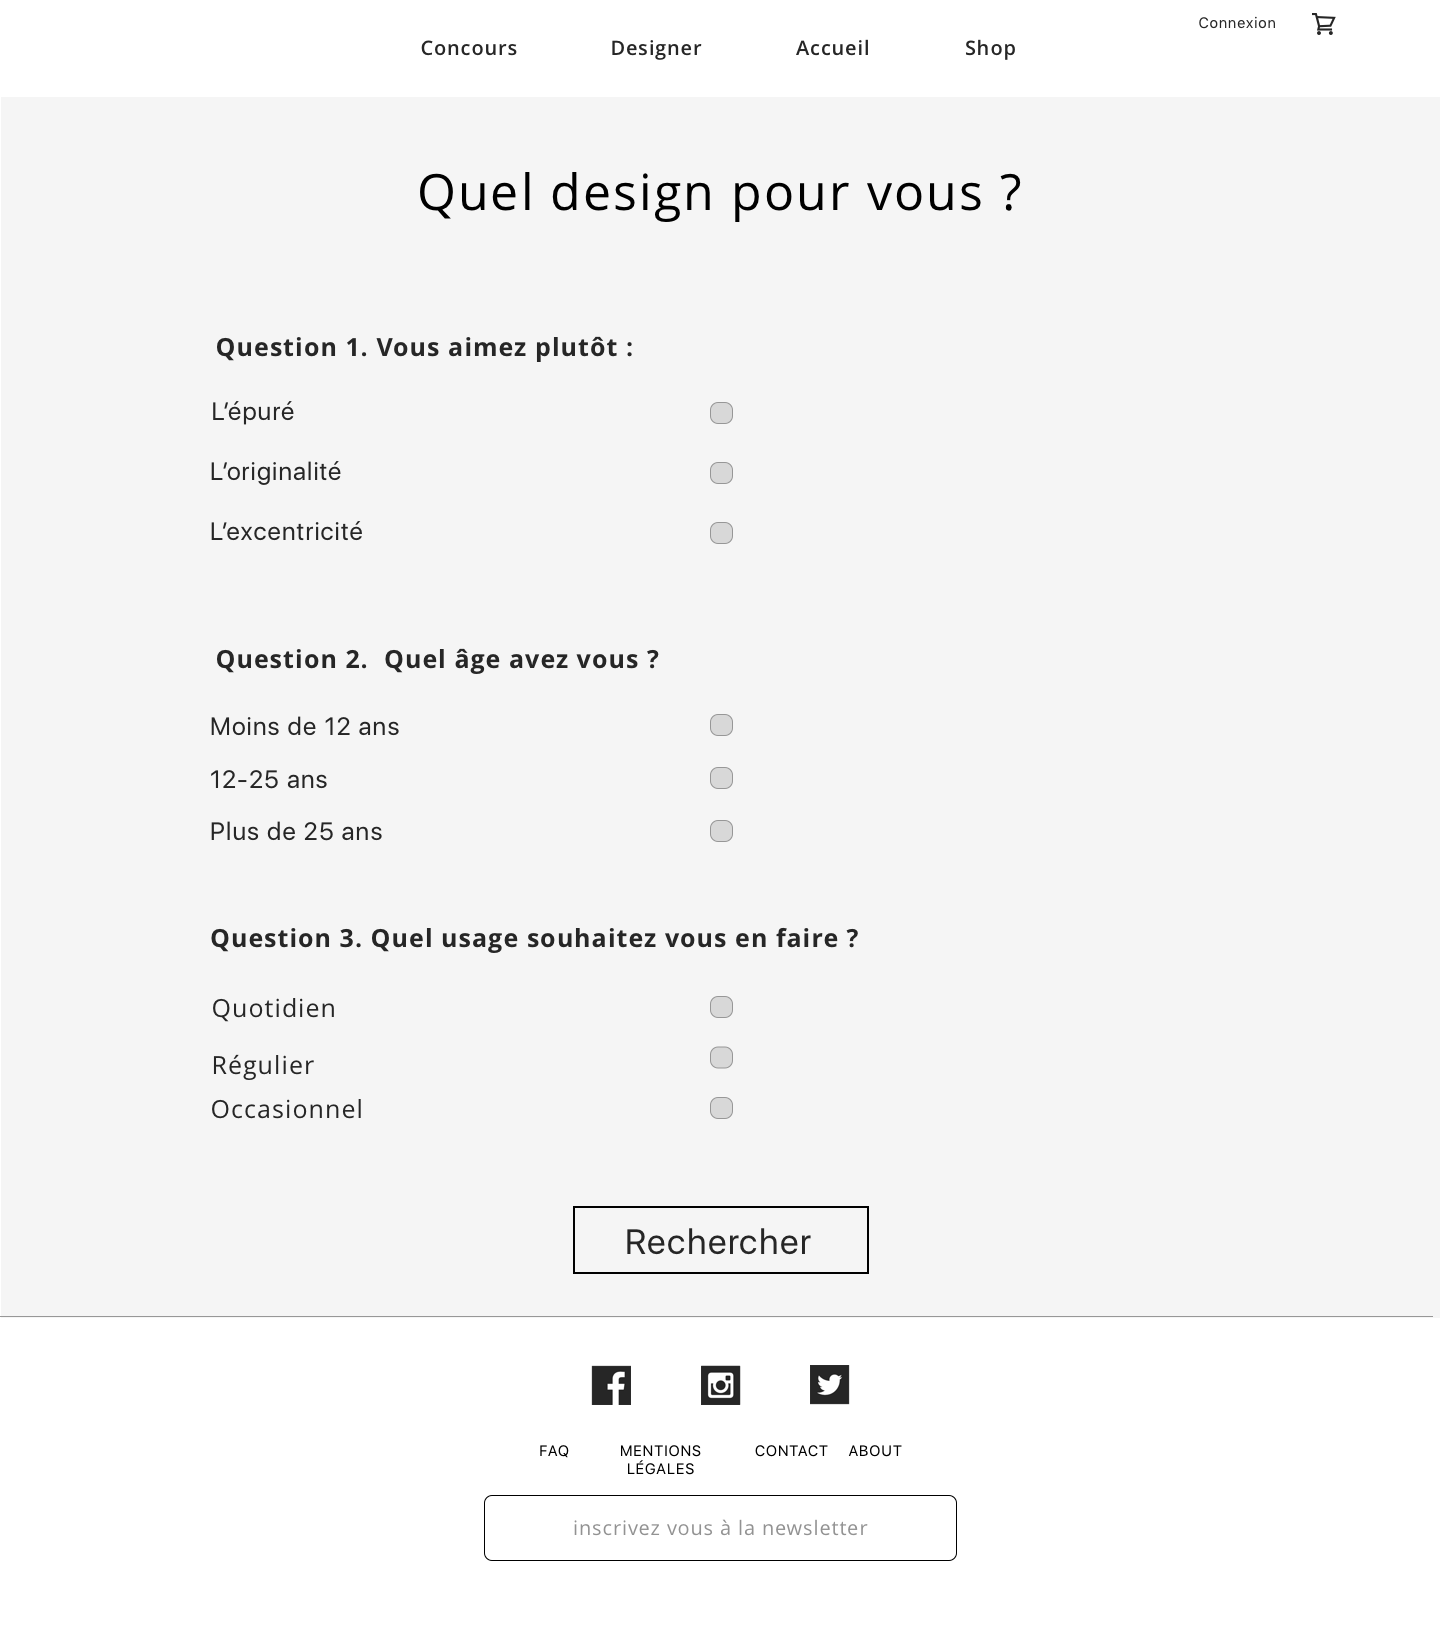 Connexion
Concours Designer Accueil Shop
Quel design pour vous ?
Question 1. Vous aimez plutôt :
L’épuré
L’originalité
L’excentricité
Question 2.  Quel âge avez vous ?
Moins de 12 ans
12-25 ans
Plus de 25 ans
Question 3. Quel usage souhaitez vous en faire ?
Quotidien
Régulier
Occasionnel
Rechercher
FAQ MENTIONS CONTACT ABOUT
LÉGALES
inscrivez vous à la newsletter